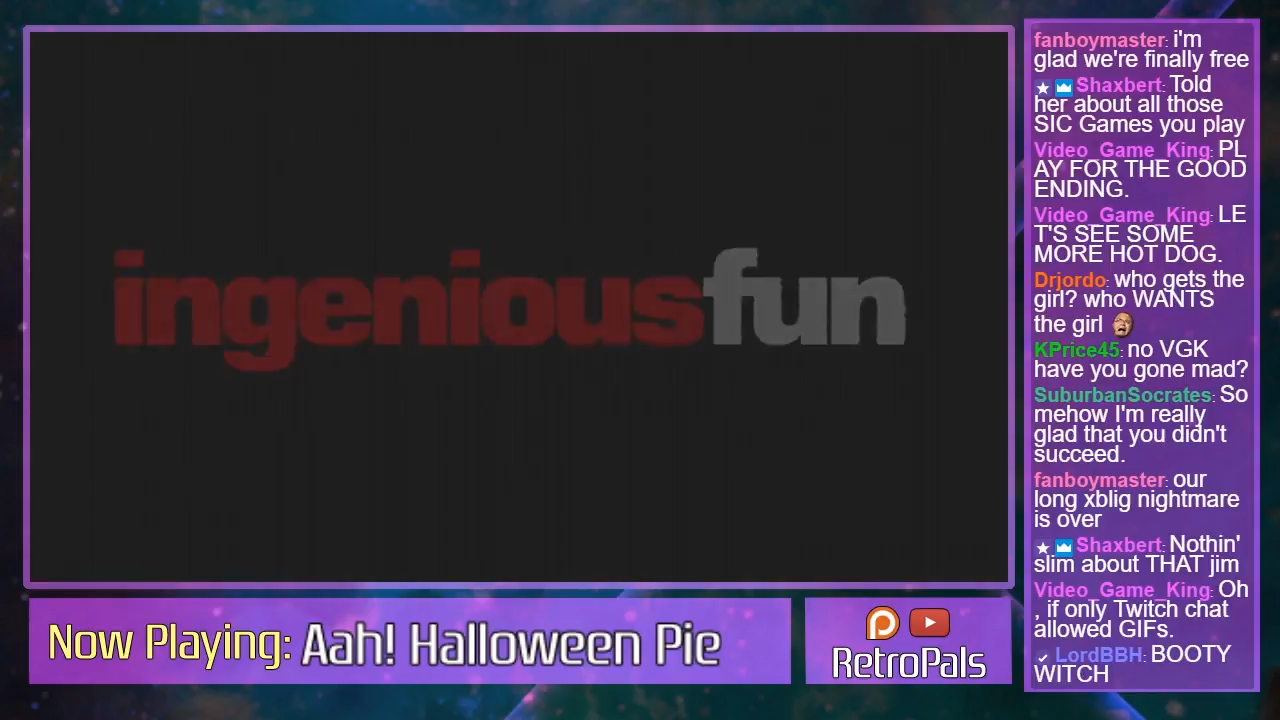 ingeniousfun
Now Playing: Aah! Halloween Pie
RetroPals
fanboymaster: i'm
glad we're finally free
Shaxbert: Told
her about all those
SIC Games you play
Video_Game_King: PL
AY FOR THE GOOD
ENDING.
Video_Game_King: LE
T'S SEE SOME
MORE HOT DOG.
Drjordo: who gets the
girl? who WANTS
the girl
KPrice45: no VGK
have you gone mad?
SuburbanSocrates: So
mehow I'm really
glad that you didn't
succeed.
fanboymaster: our
long xblig nightmare
is over
Shaxbert: Nothin'
slim about THAT jim
Video_Game_King: Oh
, if only Twitch chat
allowed GIFs.
LordBBH: BOOTY
WITCH